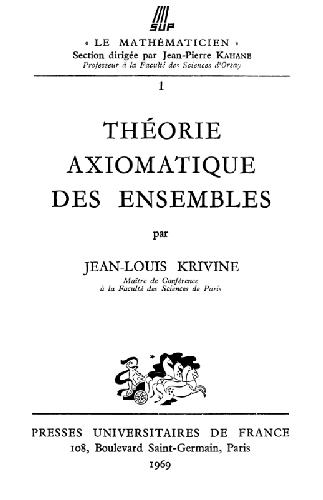 SUP
« LE MATHÉMATICIEN »
Section dirigée par Jean-Pierre KAHANE
Professeur à la Faculté des Sciences d'Orsay
1
THÉORIE
AXIOMATIQUE
DES ENSEMBLES
par
JEAN-LOUIS KRIVINE
Maître de Conférence
à la Faculté des Sciences de Paris
PRESSES UNIVERSITAIRES DE FRANCE
108, Boulevard Saint-Germain, Paris
1969